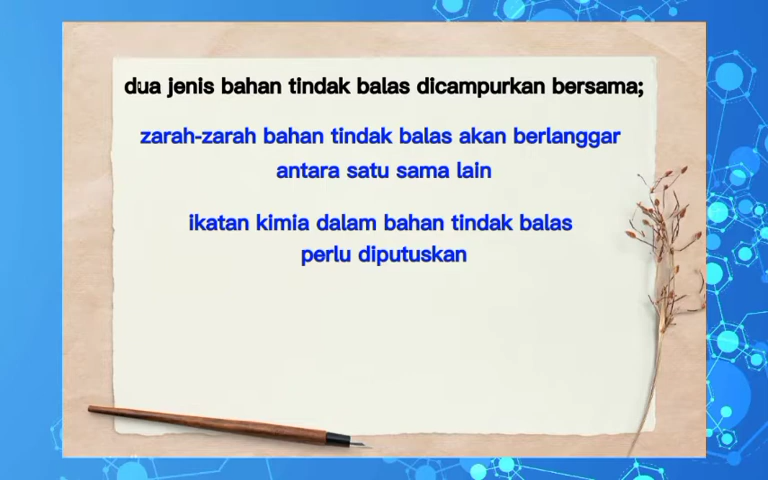 dua jenis bahan tindak balas dicampurkan bersama;
zarah-zarah bahan tindak balas akan berlanggar
antara satu sama lain
ikatan kimia dalam bahan tindak balas
perlu diputuskan